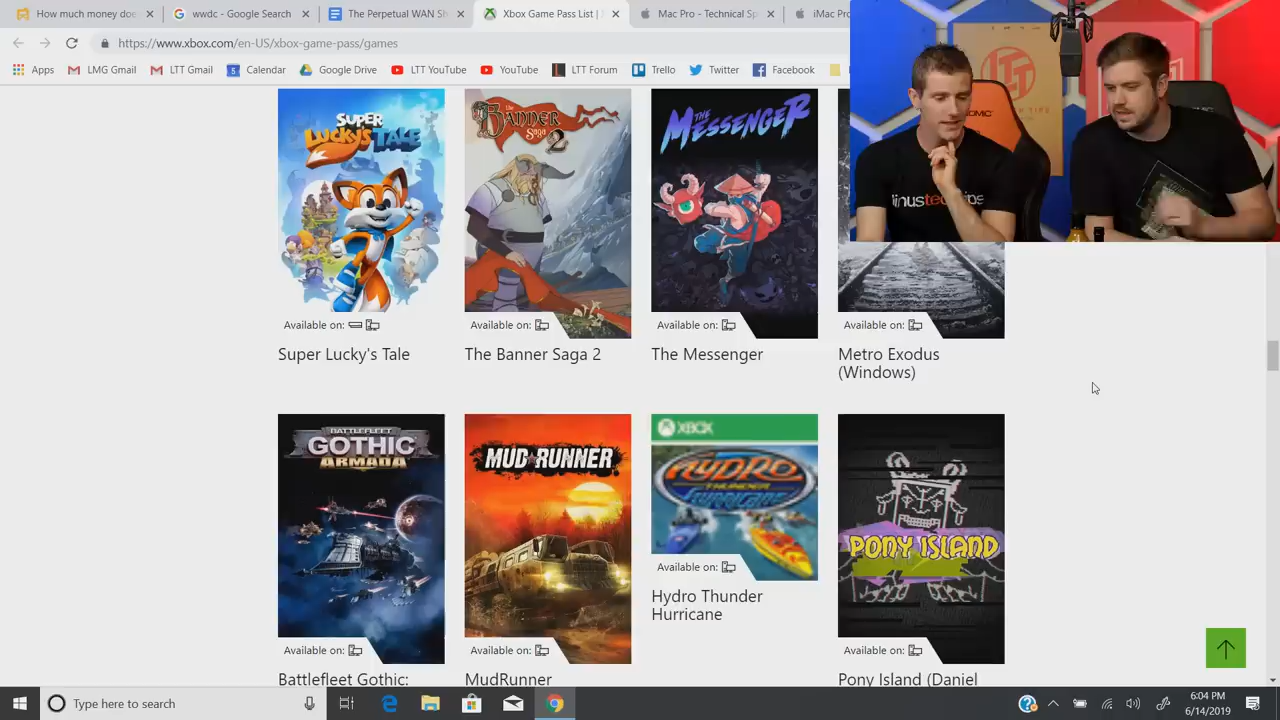 How much money doe
wwdc - Google Search
The Perpetual WAN Sh
Xbox Game Pass List |
Mac Pro - Technical Sp
iMac Pro
https://www.xbox.com/en-US/xbox-game-pass/games
Apps
LMG Gmail
LTT Gmail
Calendar
Google Drive
LTT YouTube
YouTube
LTT Forum
Trello
Twitter
Facebook
SUPER
LUCKY'S TALE
the
BANNER
Saga
2
THE
MESSENGER
linustechtips
Available on:
Available on:
Available on:
Available on:
Super Lucky's Tale
The Banner Saga 2
The Messenger
Metro Exodus
(Windows)
BATTLEFLEET
GOTHIC
ARMADA
MUDRUNNER
XBOX
HYDRO
THUNDER
HURRICANE
PONY ISLAND
Available on:
Hydro Thunder
Hurricane
Available on:
Available on:
Available on:
Battlefleet Gothic:
MudRunner
Pony Island (Daniel
Type here to search
6:04 PM
6/14/2019